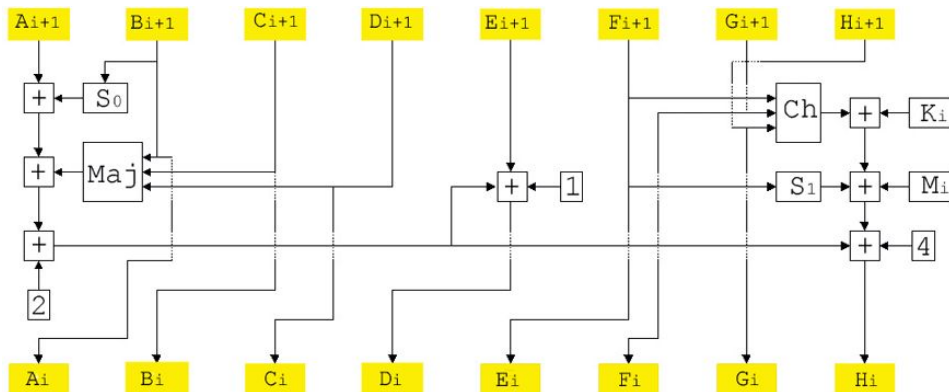 Ai+1 Bi+1 Ci+1 Di+1 Ei+1 Fi+1 Gi+1 Hi+1
+ S0 Ch + Ki
+ Maj + 1 S1 + Mi
+ + 4
2
Ai Bi Ci Di Ei Fi Gi Hi